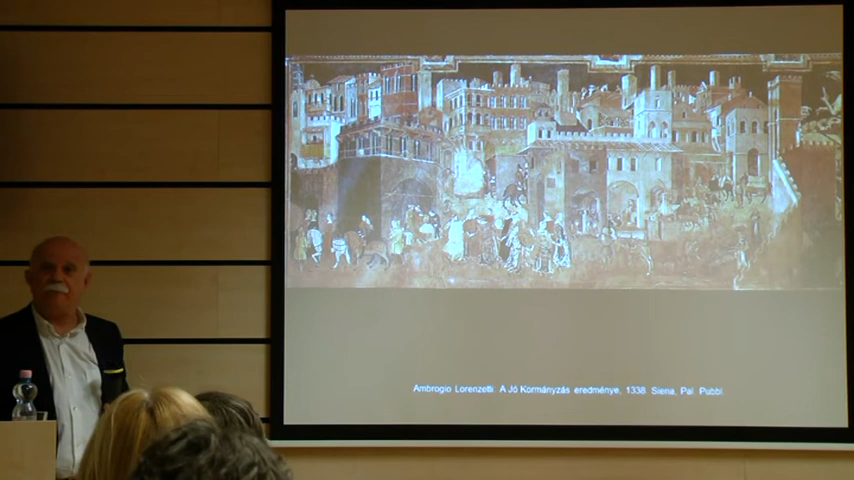 Ambrogio Lorenzetti A Jó Kormányzás eredménye, 1338 Siena, Pal. Pubbl.